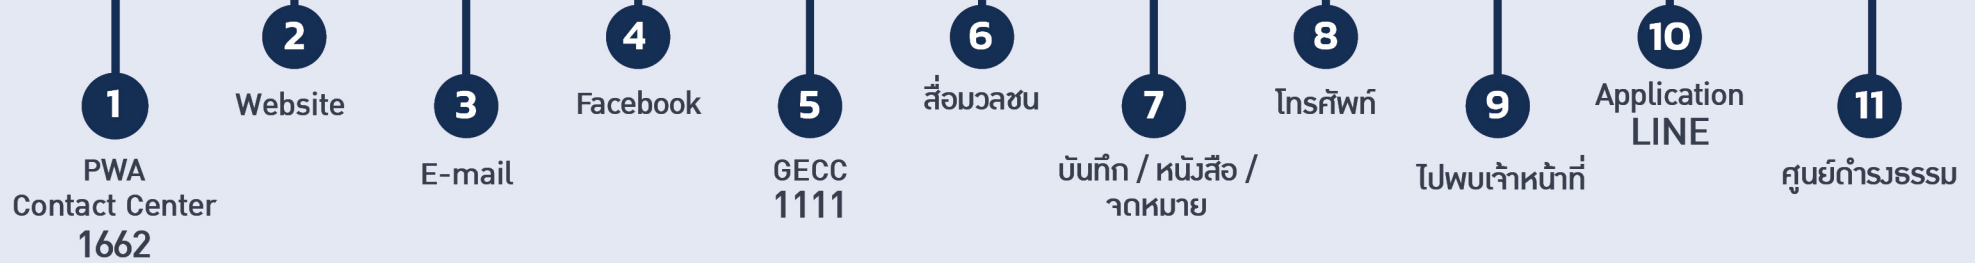 1
PWA
Contact Center
1662
2
Website
3
E-mail
4
Facebook
5
GECC
1111
6
สื่อมวลชน
7
บันทึก / หนังสือ /
จดหมาย
8
โทรศัพท์
9
ไปพบเจ้าหน้าที่
10
Application
LINE
11
ศูนย์ดำรงธรรม